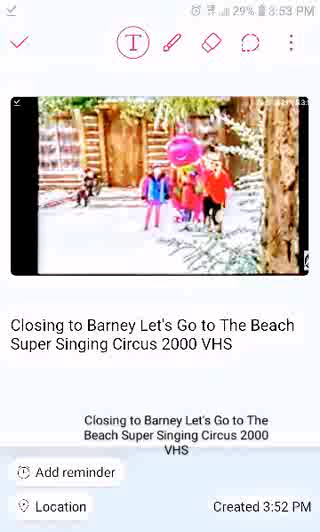 29% 3:53 PM
T
Closing to Barney Let's Go to The Beach
Super Singing Circus 2000 VHS
Closing to Barney Let's Go to The
Beach Super Singing Circus 2000
VHS
Add reminder
Location
Created 3:52 PM